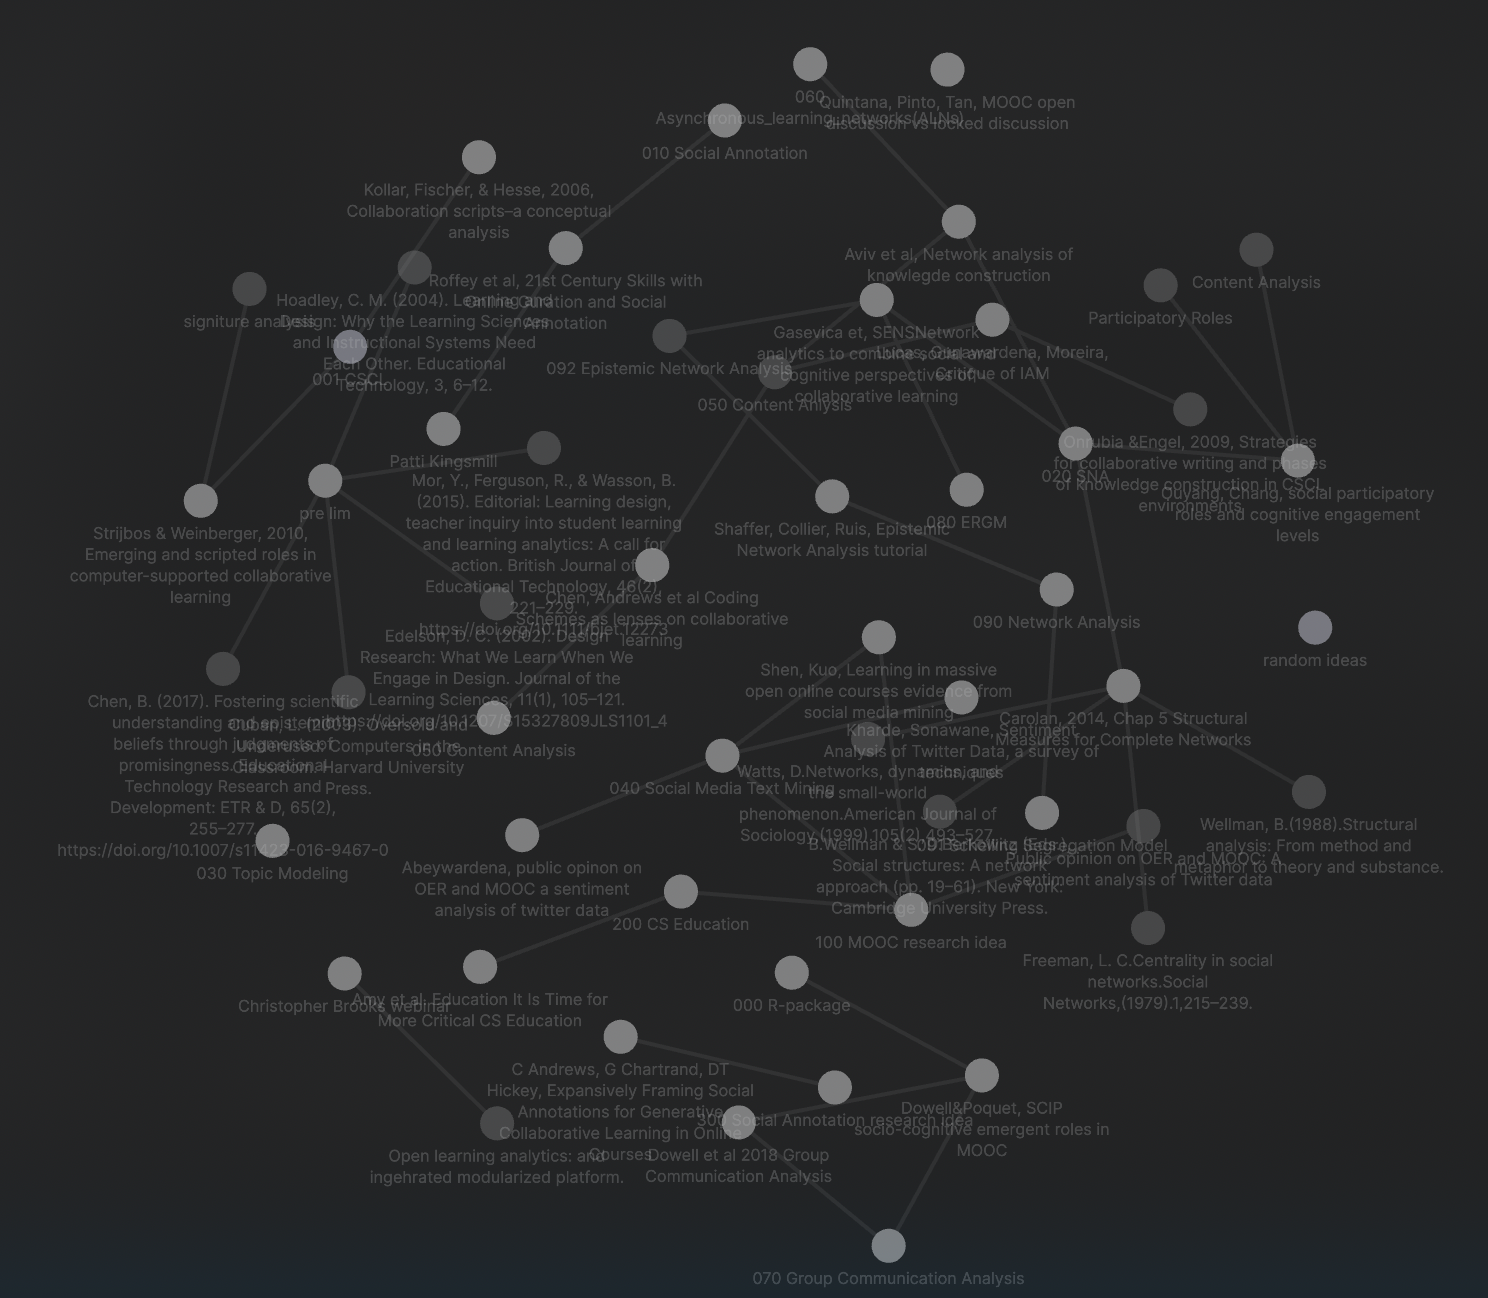 060
Asynchronous_learning_networks(ALNs)
Quintana, Pinto, Tan, MOOC open
discussion vs locked discussion
010 Social Annotation
Kollar, Fischer, & Hesse, 2006,
Collaboration scripts–a conceptual
analysis
Roffey et al, 21st Century Skills with
Online Curation and Social
Annotation
Aviv et al, Network analysis of
knowlegde construction
Content Analysis
Participatory Roles
signiture analysis
Hoadley, C. M. (2004). Learning and
Design: Why the Learning Sciences
and Instructional Systems Need
Each Other. Educational
Technology, 3, 6–12.
001 CSCL
092 Epistemic Network Analysis
Gasevica et, SENSNetwork
analytics to combine social and
cognitive perspectives of
collaborative learning
Lucas, Gunawardena, Moreira,
Critique of IAM
050 Content Anlysis
Patti Kingsmill
pre lim
Mor, Y., Ferguson, R., & Wasson, B.
(2015). Editorial: Learning design,
teacher inquiry into student learning
and learning analytics: A call for
action. British Journal of
Educational Technology, 46(2),
221–229.
https://doi.org/10.1111/bjet.12273
020 SNA
Onrubia &Engel, 2009, Strategies
for collaborative writing and phases
of knowledge construction in CSCL
environments
Ouyang, Chang, social participatory
roles and cognitive engagement
levels
Strijbos & Weinberger, 2010,
Emerging and scripted roles in
computer-supported collaborative
learning
Shaffer, Collier, Ruis, Epistemic
Network Analysis tutorial
080 ERGM
Chen, Andrews et al Coding
Schemes as lenses on collaborative
learning
090 Network Analysis
Edelson, D. C. (2002). Design
Research: What We Learn When We
Engage in Design. Journal of the
Learning Sciences, 11(1), 105–121.
https://doi.org/10.1207/S15327809JLS1101_4
random ideas
Shen, Kuo, Learning in massive
open online courses evidence from
social media mining
Chen, B. (2017). Fostering scientific
understanding and epistemic
beliefs through judgments of
promisingness. Educational
Technology Research and
Development: ETR & D, 65(2),
255–277.
https://doi.org/10.1007/s11423-016-9467-0
Cuban, L. (2003). Oversold and
Underused: Computers in the
Classroom. Harvard University
Press.
050 Content Analysis
Kharde, Sonawane, Sentiment
Analysis of Twitter Data, a survey of
techniques
Carolan, 2014, Chap 5 Structural
Measures for Complete Networks
040 Social Media Text Mining
Watts, D.Networks, dynamics, and
the small-world
phenomenon.American Journal of
Sociology,(1999).105(2),493–527.
B.Wellman & S. D. Berkowitz (Eds.),
Social structures: A network
approach (pp. 19–61). New York:
Cambridge University Press.
Schelling Segregation Model
Public opinion on OER and MOOC: A
sentiment analysis of Twitter data
Wellman, B.(1988).Structural
analysis: From method and
metaphor to theory and substance.
030 Topic Modeling
Abeywardena, public opinon on
OER and MOOC a sentiment
analysis of twitter data
200 CS Education
100 MOOC research idea
Freeman, L. C.Centrality in social
networks.Social
Networks,(1979).1,215–239.
Christopher Brooks webinar
Amy et al. Education It Is Time for
More Critical CS Education
000 R-package
C Andrews, G Chartrand, DT
Hickey, Expansively Framing Social
Annotations for Generative
Collaborative Learning in Online
Courses
300 Social Annotation research idea
Dowell&Poquet, SCIP
socio-cognitive emergent roles in
MOOC
Open learning analytics: and
ingehrated modularized platform.
Dowell et al 2018 Group
Communication Analysis
070 Group Communication Analysis